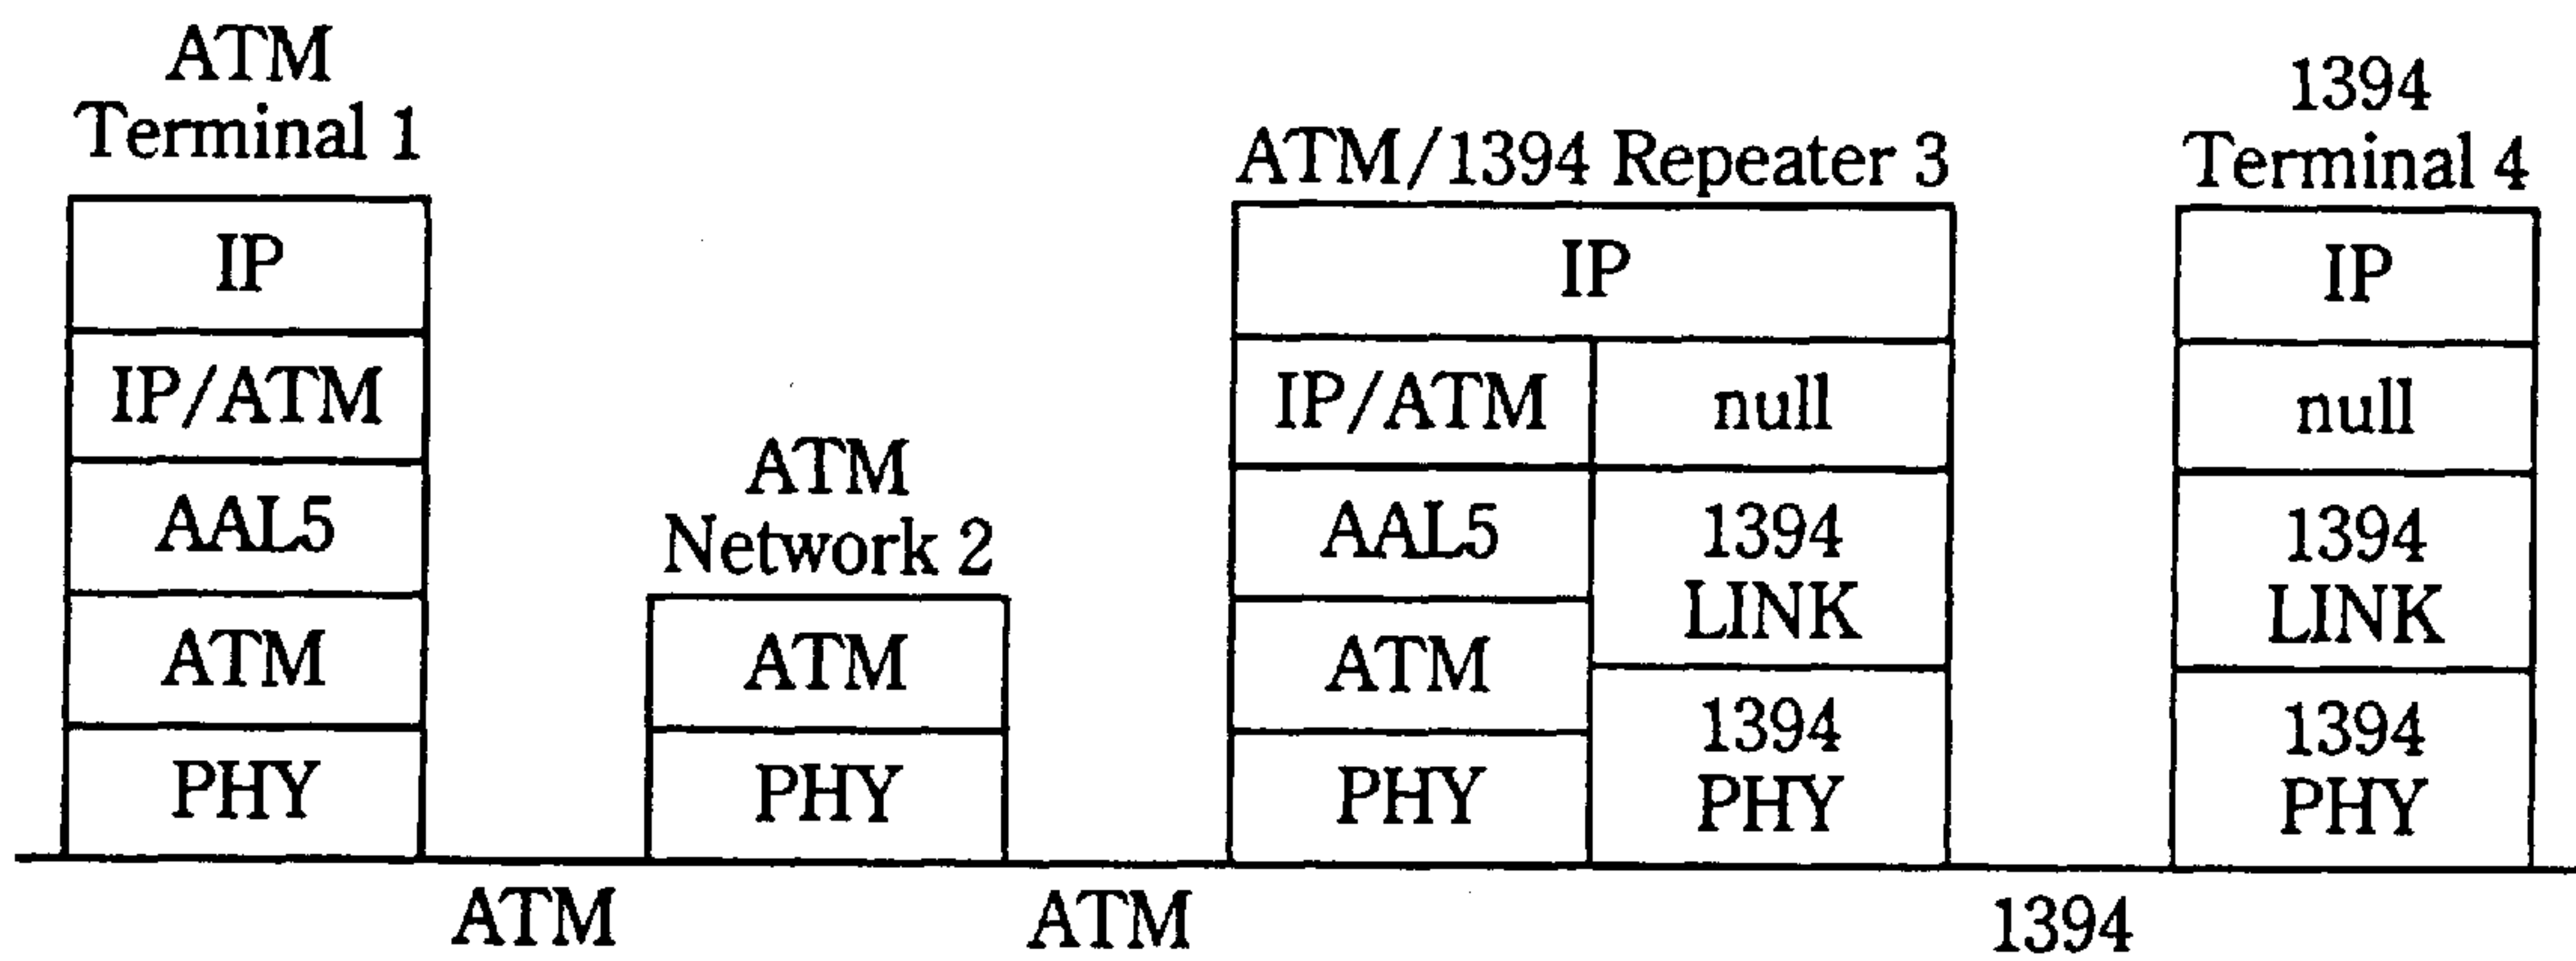 ATM
Terminal 1
IP
IP/ATM
AAL5
ATM
PHY
ATM
Network 2
ATM
PHY
ATM/1394 Repeater 3
IP
IP/ATM
AAL5
ATM
PHY
null
1394
LINK
1394
PHY
1394
Terminal 4
IP
null
1394
LINK
1394
PHY
ATM
ATM
1394